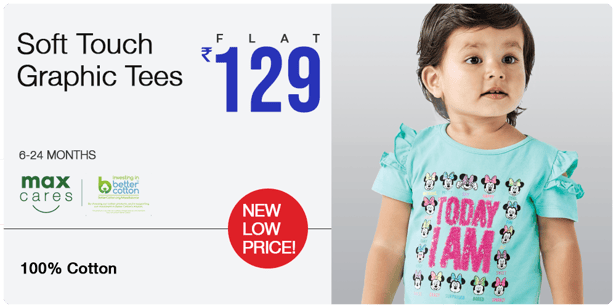 Soft Touch
Graphic Tees
FLAT
₹129
6-24 MONTHS
max
cares
investing in
better
cotton
NEW
LOW
PRICE!
100% Cotton
TODAY
I AM